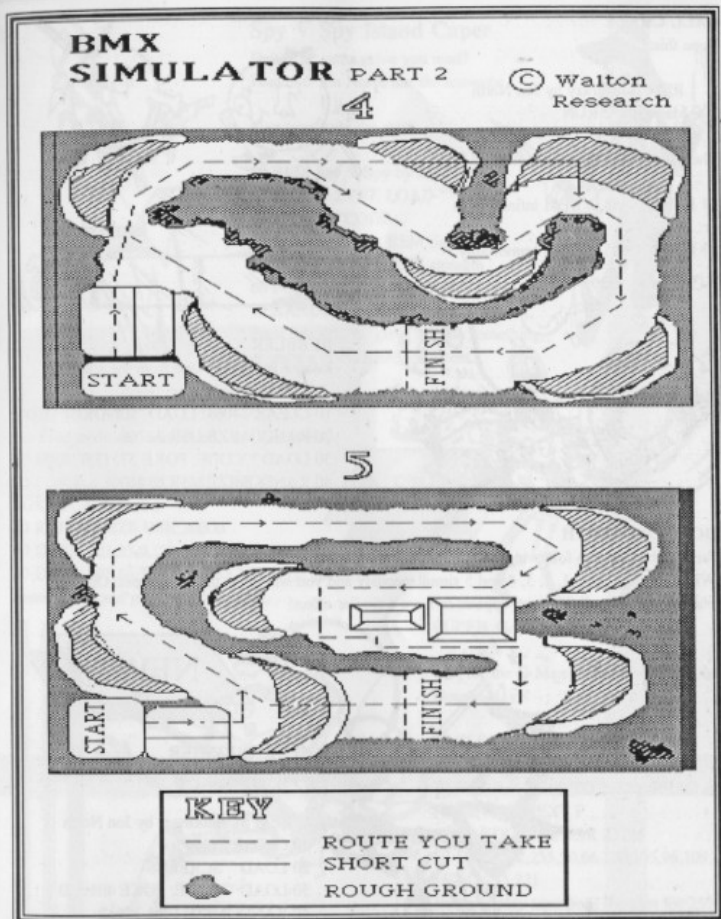 BMX
SIMULATOR PART 2
© Walton
Research
4
START
FINISH
5
START
FINISH
KEY
ROUTE YOU TAKE
SHORT CUT
ROUGH GROUND